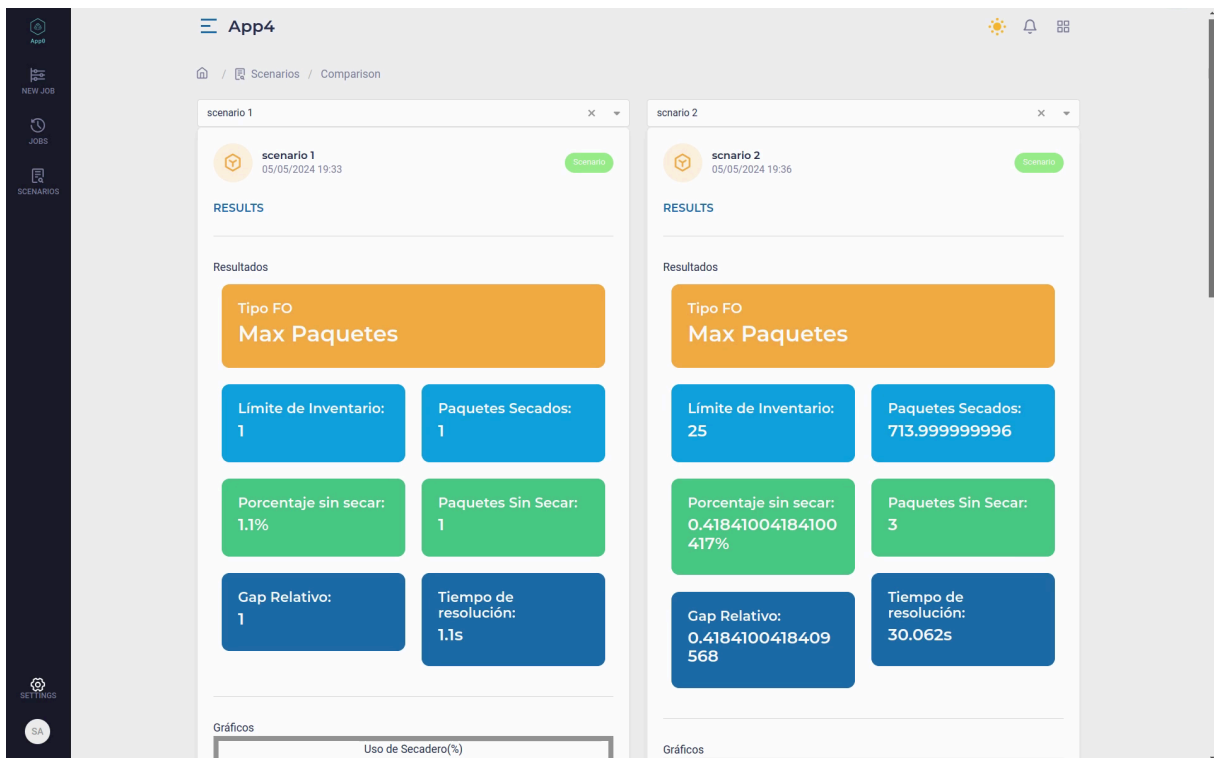 App0
NEW JOB
JOBS
SCENARIOS
SETTINGS
SA
App4
/ Scenarios / Comparison
scenario 1
scenario 1
05/05/2024 19:33
Scenario
RESULTS
Resultados
Tipo FO
Max Paquetes
Límite de Inventario:
1
Paquetes Secados:
1
Porcentaje sin secar:
1.1%
Paquetes Sin Secar:
1
Gap Relativo:
1
Tiempo de
resolución:
1.1s
Gráficos
Uso de Secadero(%)
scnario 2
scnario 2
05/05/2024 19:36
Scenario
RESULTS
Resultados
Tipo FO
Max Paquetes
Límite de Inventario:
25
Paquetes Secados:
713.999999996
Porcentaje sin secar:
0.41841004184100
417%
Paquetes Sin Secar:
3
Gap Relativo:
0.4184100418409
568
Tiempo de
resolución:
30.062s
Gráficos